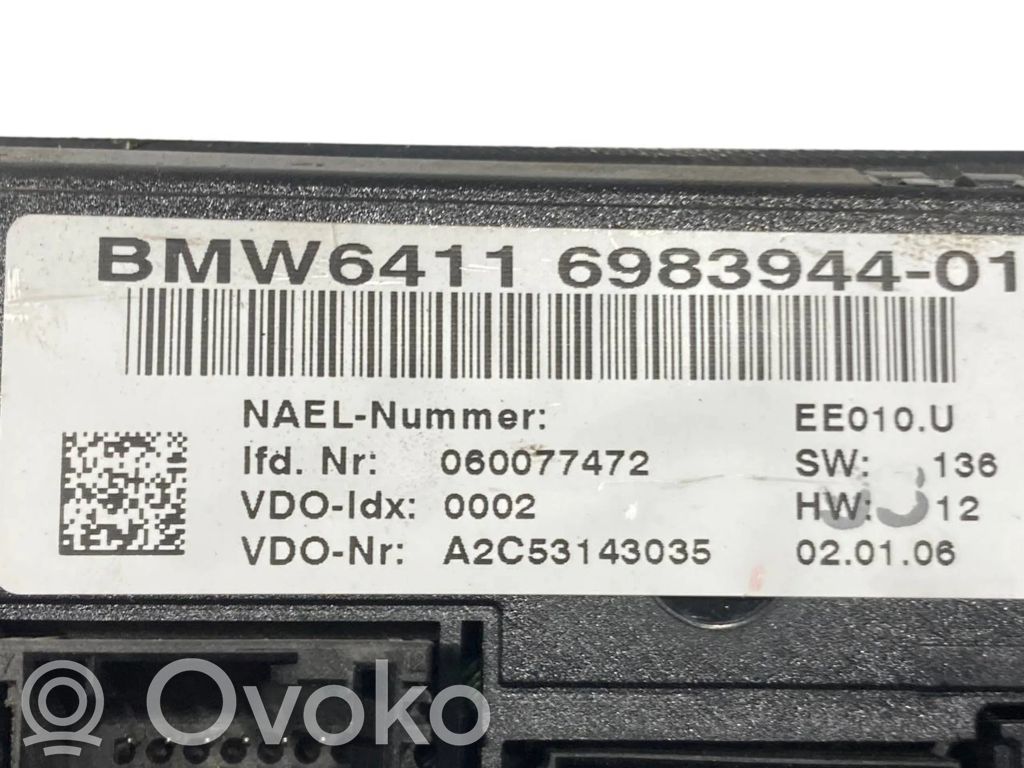 BMW6411 6983944-01
NAEL-Nummer: EE010.U
lfd. Nr: 060077472 SW: 136
VDO-Idx: 0002 HW: 12
VDO-Nr: A2C53143035 02.01.06
Ovoko